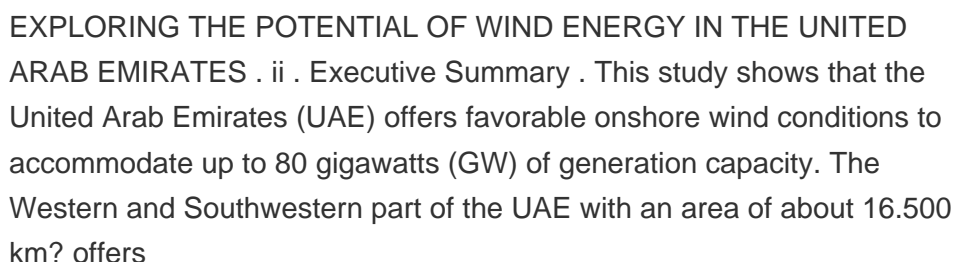 EXPLORING THE POTENTIAL OF WIND ENERGY IN THE UNITED
ARAB EMIRATES . ii . Executive Summary . This study shows that the
United Arab Emirates (UAE) offers favorable onshore wind conditions to
accommodate up to 80 gigawatts (GW) of generation capacity. The
Western and Southwestern part of the UAE with an area of about 16.500
km? offers